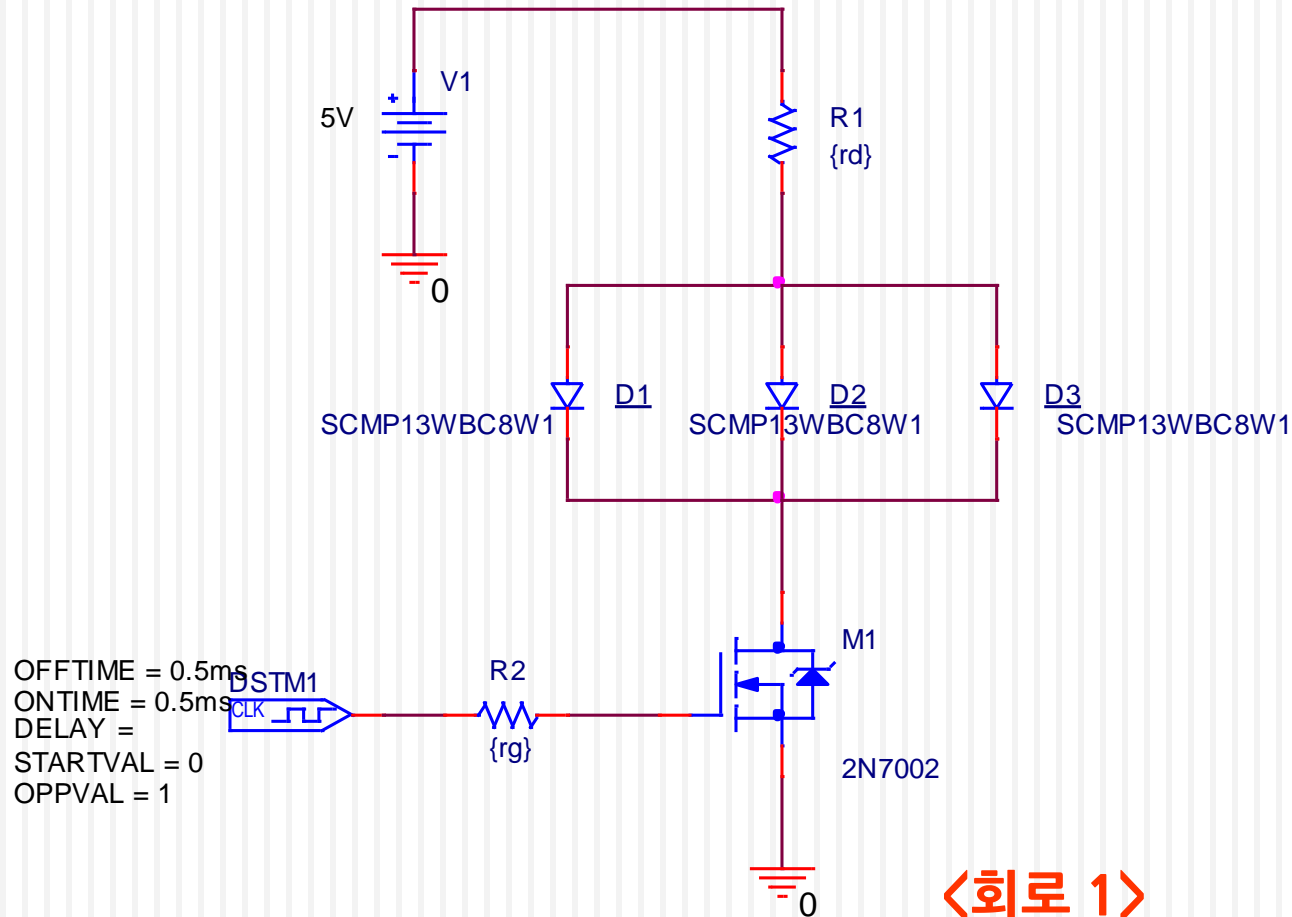 V1
5V
R1
{rd}
0
D1
D2
D3
SCMP13WBC8W1
SCMP13WBC8W1
SCMP13WBC8W1
M1
OFFTIME = 0.5ms
DSTM1
R2
ONTIME = 0.5ms
CLK
DELAY =
{rg}
STARTVAL = 0
2N7002
OPPVAL = 1
<회로 1>
0